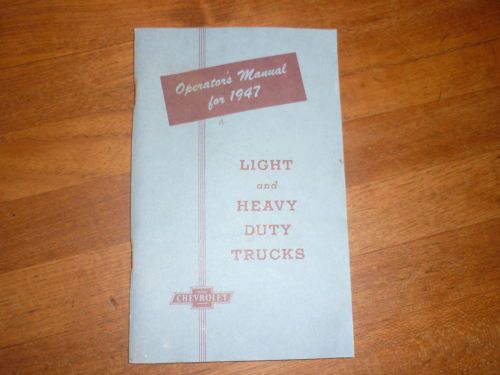 Operator's Manual
for 1947
LIGHT
and
HEAVY
DUTY
TRUCKS
CHEVROLET